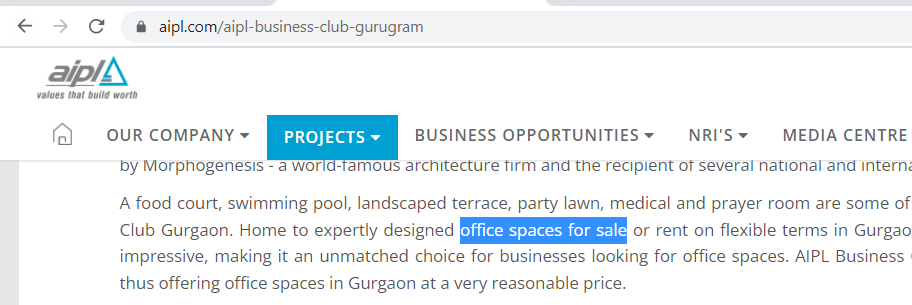 aipl.com/aipl-business-club-gurugram
aipl
values that build worth
OUR COMPANY PROJECTS BUSINESS OPPORTUNITIES NRI'S MEDIA CENTRE
by Morphogenesis - a world-famous architecture firm and the recipient of several national and interna
A food court, swimming pool, landscaped terrace, party lawn, medical and prayer room are some of
Club Gurgaon. Home to expertly designed office spaces for sale or rent on flexible terms in Gurgao
impressive, making it an unmatched choice for businesses looking for office spaces. AIPL Business
thus offering office spaces in Gurgaon at a very reasonable price.